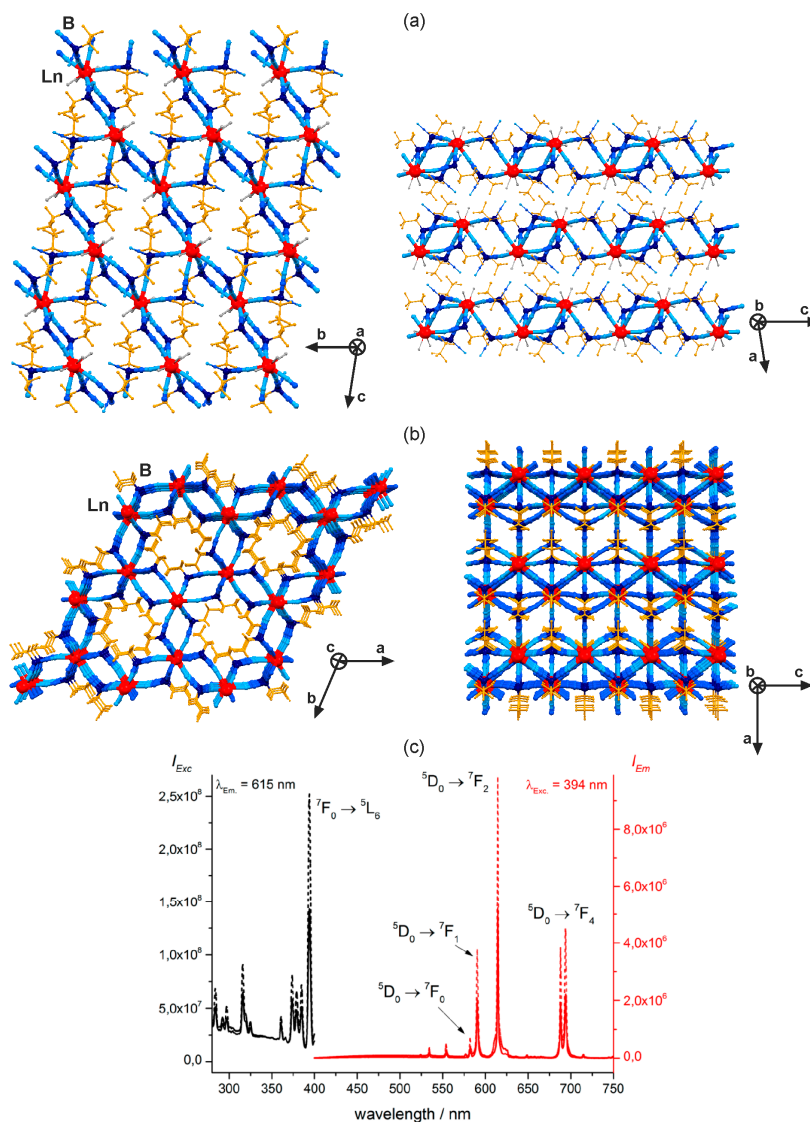 (a)
B
Ln
b
a
c
b
c
a
(b)
B
Ln
c
a
b
b
c
a
(c)
I_Exc
I_Em
λ_Em. = 615 nm
⁵D₀ → ⁷F₂
λ_Exc. = 394 nm
2,5x10⁸
⁷F₀ → ⁵L₆
8,0x10⁶
2,0x10⁸
6,0x10⁶
1,5x10⁸
⁵D₀ → ⁷F₄
⁵D₀ → ⁷F₁
1,0x10⁸
4,0x10⁶
⁵D₀ → ⁷F₀
5,0x10⁷
2,0x10⁶
0,0
0,0
300 350 400 450 500 550 600 650 700 750
wavelength / nm